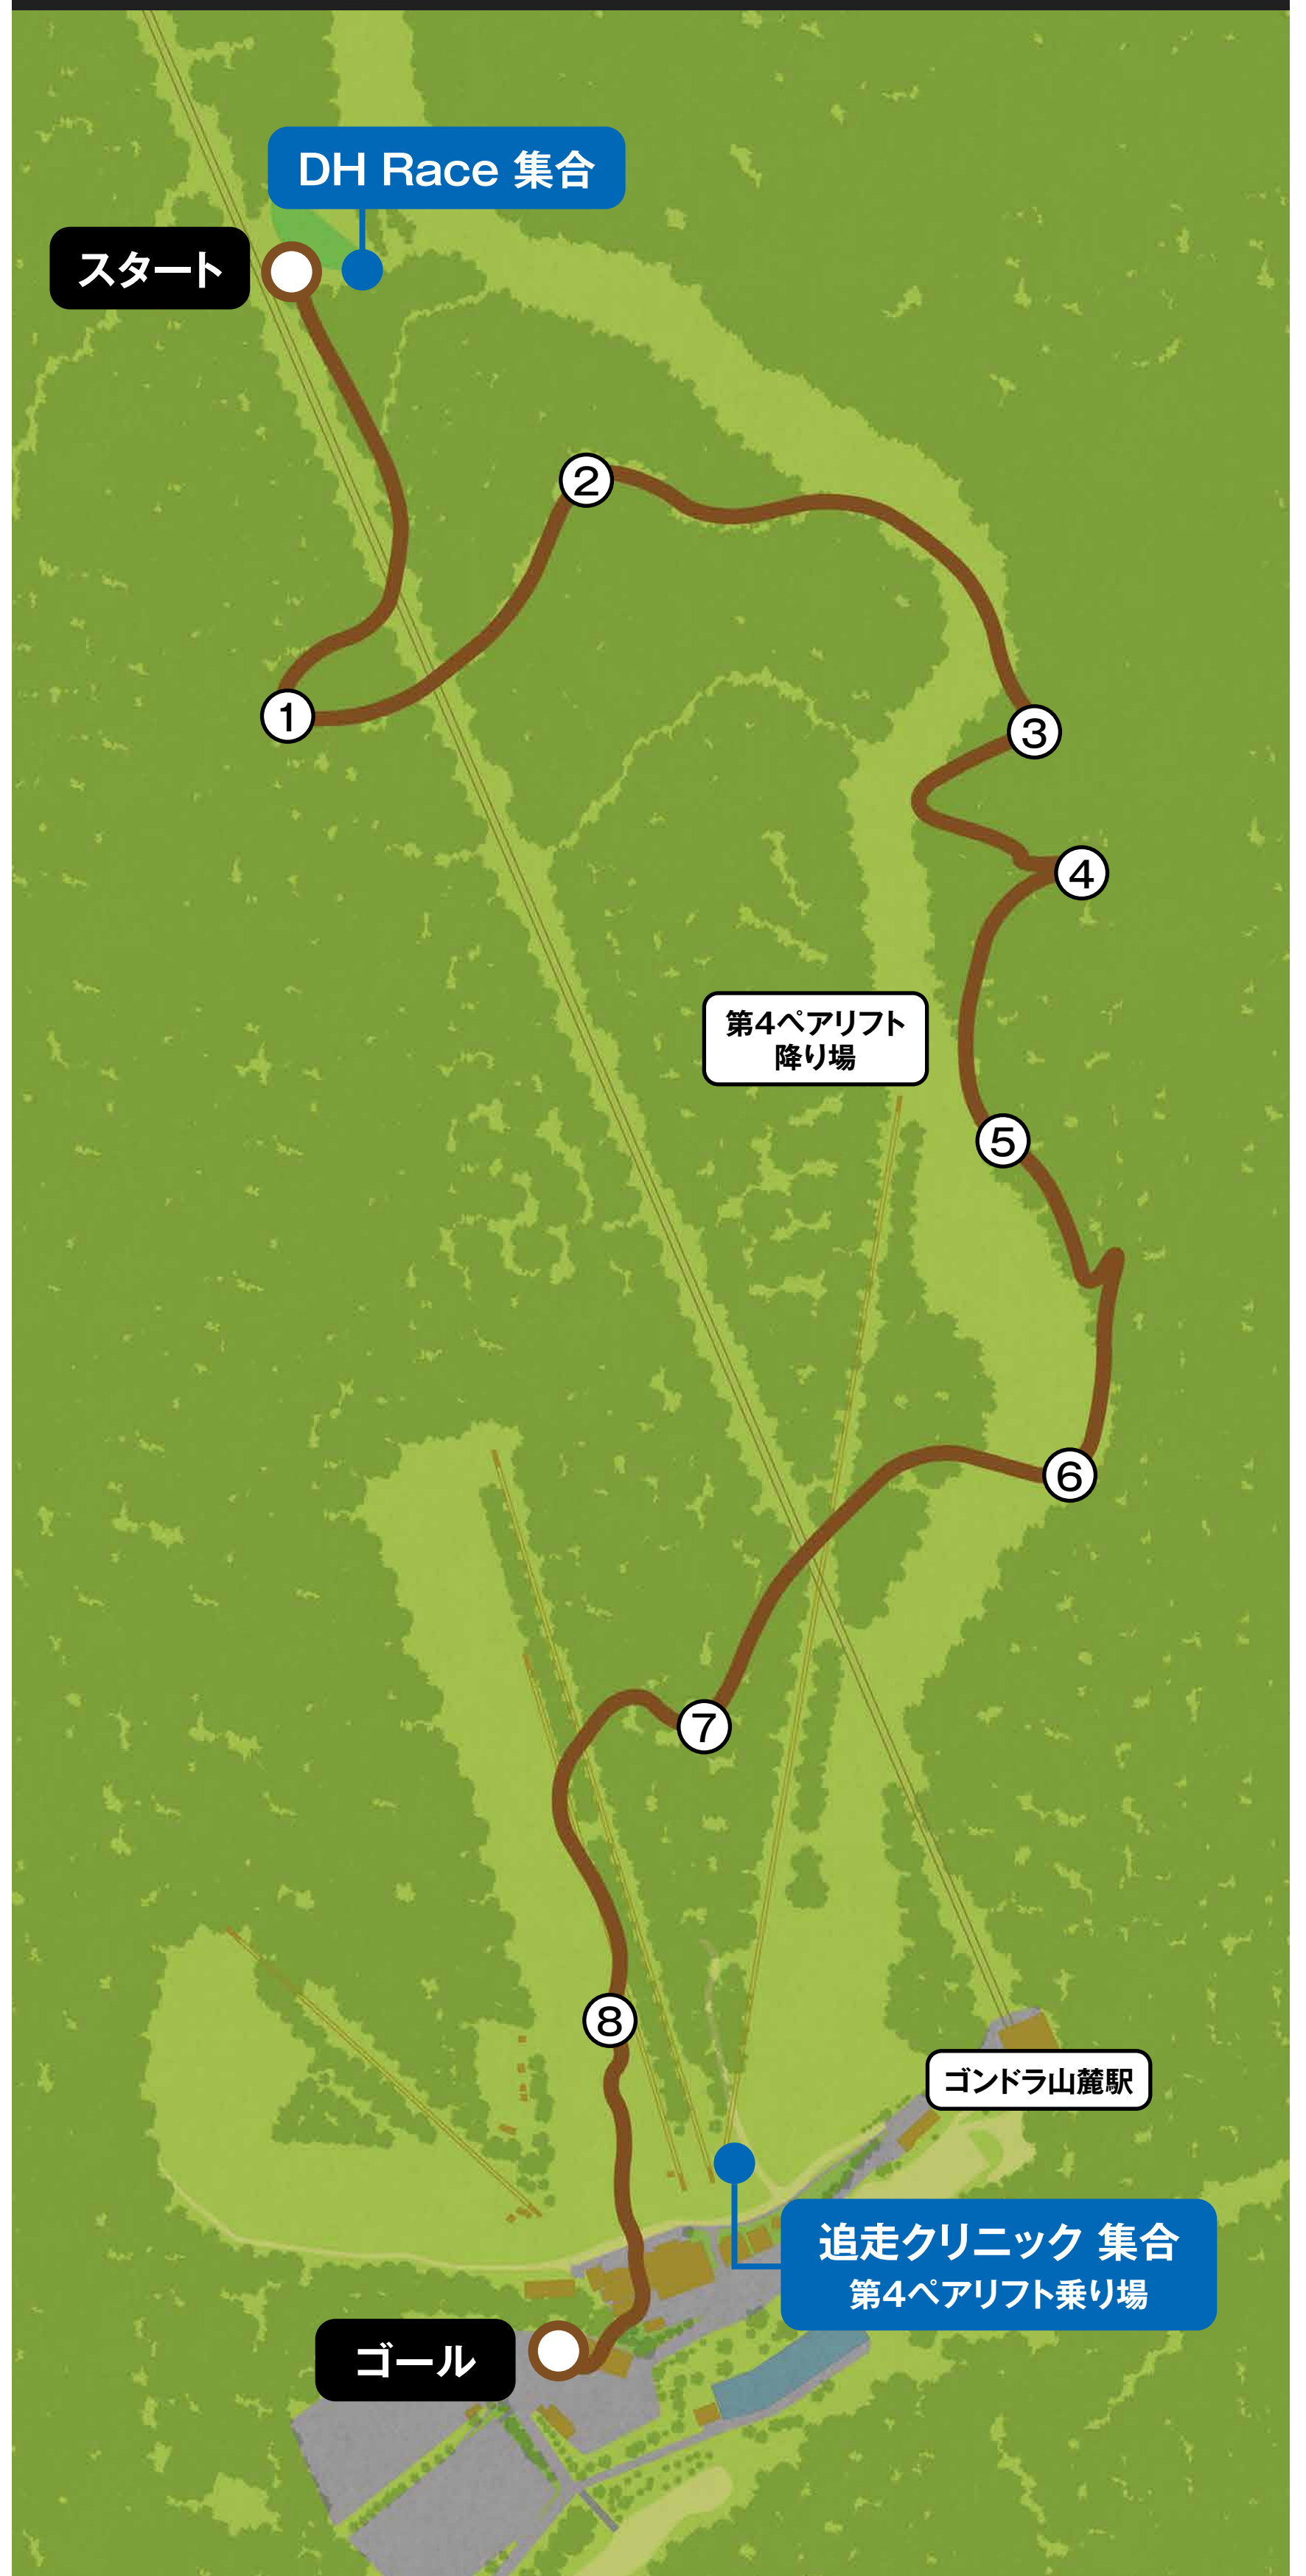 DH Race 集合
スタート
②
①
③
④
第4ペアリフト
降り場
⑤
⑥
⑦
⑧
ゴンドラ山麓駅
追走クリニック 集合
第4ペアリフト乗り場
ゴール